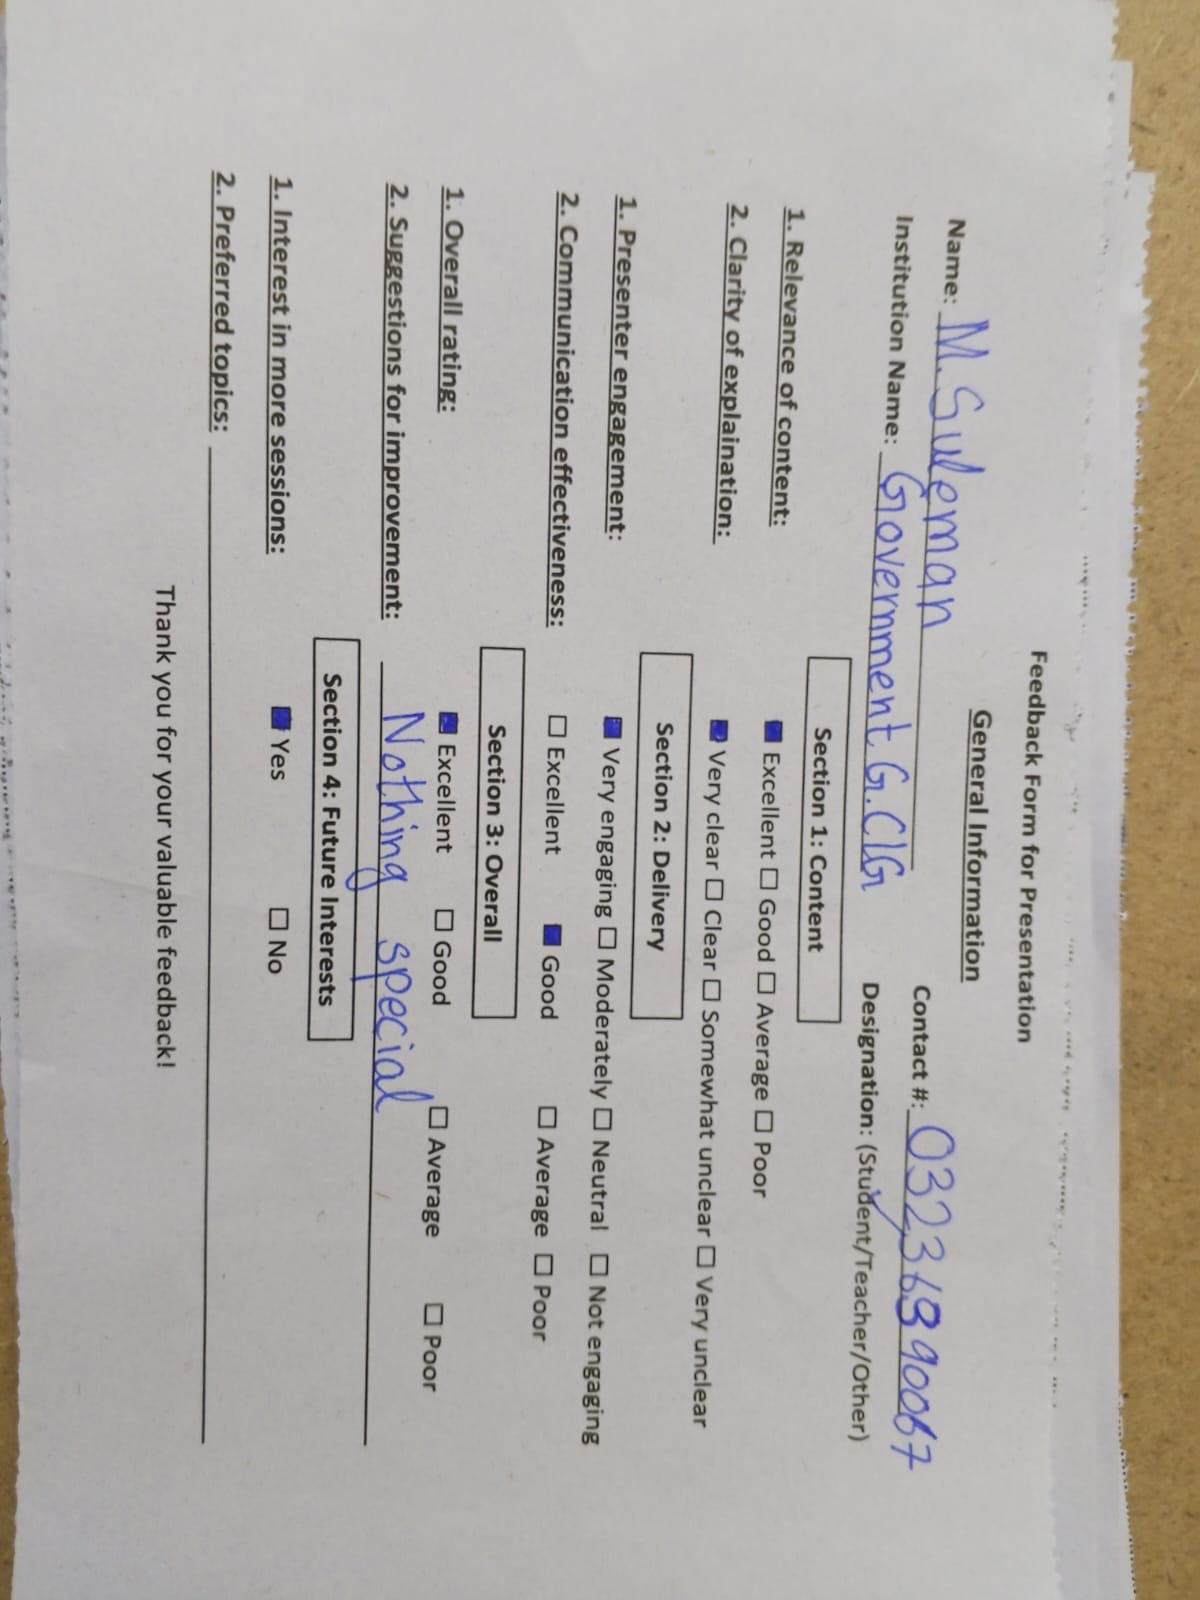 Feedback Form for Presentation
General Information
Name: M. Suleman
Contact #:
Institution Name: Government G.CIG
Designation: (Student/Teacher/Other)
Section 1: Content
1. Relevance of content: ■ Excellent ☐ Good ☐ Average ☐ Poor
2. Clarity of explaination: ■ Very clear ☐ Clear ☐ Somewhat unclear ☐ Very unclear
Section 2: Delivery
1. Presenter engagement: ■ Very engaging ☐ Moderately ☐ Neutral ☐ Not engaging
2. Communication effectiveness: ☐ Excellent ■ Good ☐ Average ☐ Poor
Section 3: Overall
1. Overall rating: ■ Excellent ☐ Good ☐ Average ☐ Poor
2. Suggestions for improvement: Nothing special
Section 4: Future Interests
1. Interest in more sessions: ■ Yes ☐ No
2. Preferred topics:
Thank you for your valuable feedback!